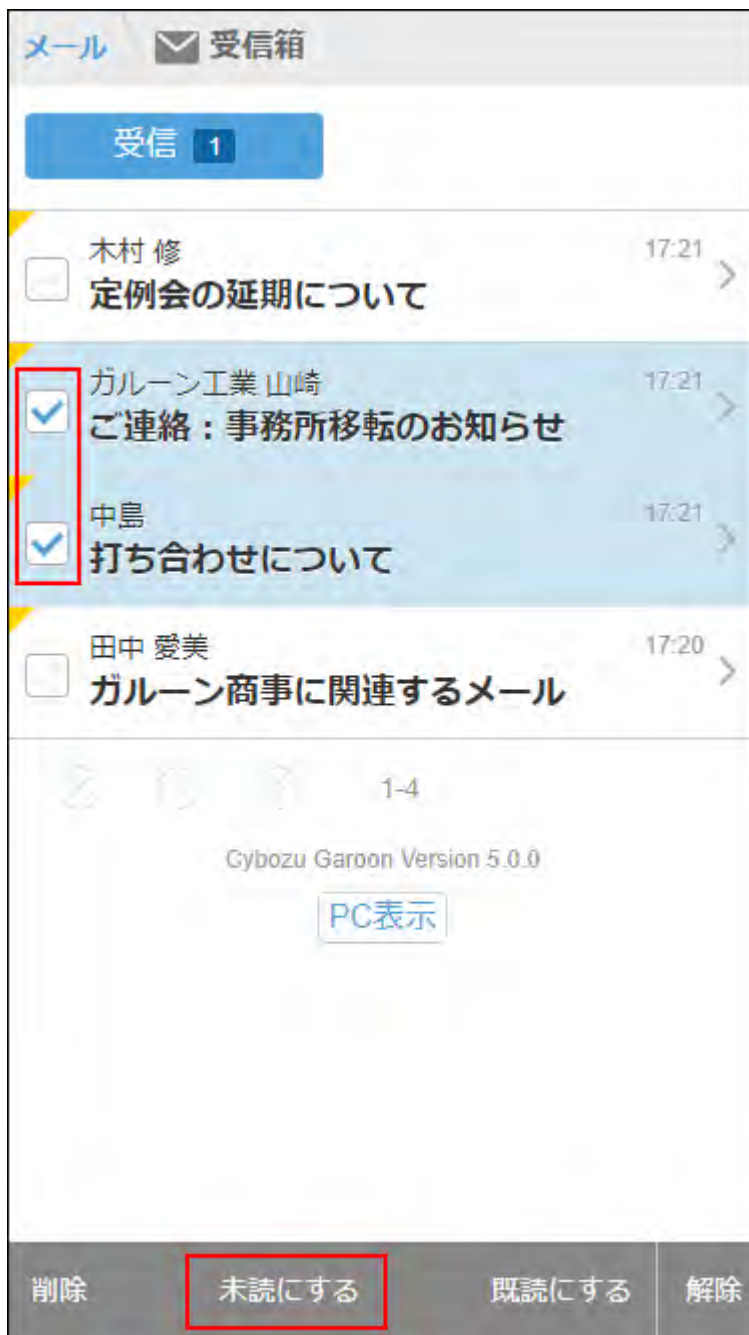 メール 受信箱
受信 1
木村 修 17:21
定例会の延期について
ガルーン工業 山崎 17:21
ご連絡：事務所移転のお知らせ
中島 17:21
打ち合わせについて
田中 愛美 17:20
ガルーン商事に関連するメール
1-4
Cybozu Garoon Version 5.0.0
PC表示
削除 未読にする 既読にする 解除